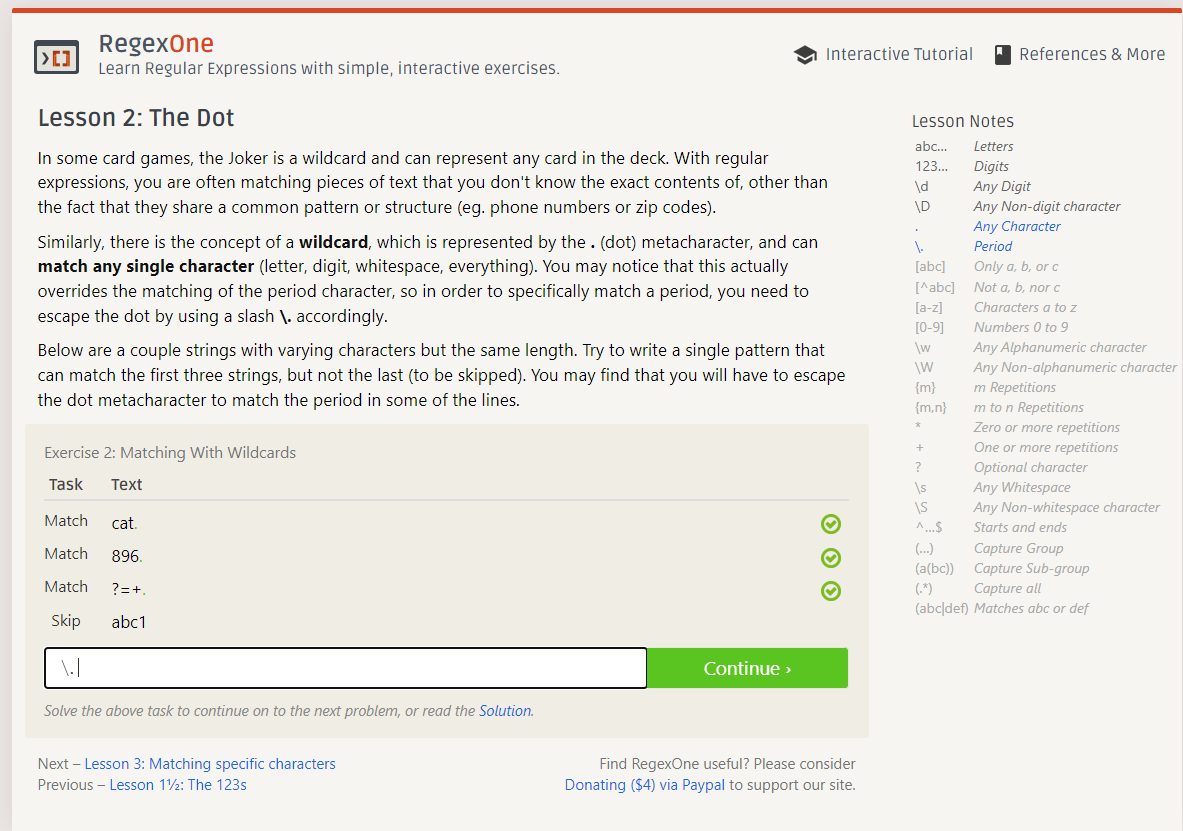 RegexOne
Learn Regular Expressions with simple, interactive exercises.
Interactive Tutorial
References & More
Lesson 2: The Dot
In some card games, the Joker is a wildcard and can represent any card in the deck. With regular
expressions, you are often matching pieces of text that you don't know the exact contents of, other than
the fact that they share a common pattern or structure (eg. phone numbers or zip codes).
Similarly, there is the concept of a wildcard, which is represented by the . (dot) metacharacter, and can
match any single character (letter, digit, whitespace, everything). You may notice that this actually
overrides the matching of the period character, so in order to specifically match a period, you need to
escape the dot by using a slash \. accordingly.
Below are a couple strings with varying characters but the same length. Try to write a single pattern that
can match the first three strings, but not the last (to be skipped). You may find that you will have to escape
the dot metacharacter to match the period in some of the lines.
Exercise 2: Matching With Wildcards
Task Text
Match cat.
Match 896.
Match ?=+.
Skip abc1
\.
Continue ›
Solve the above task to continue on to the next problem, or read the Solution.
Next – Lesson 3: Matching specific characters
Previous – Lesson 1½: The 123s
Find RegexOne useful? Please consider
Donating ($4) via Paypal to support our site.
Lesson Notes
abc… Letters
123… Digits
\d Any Digit
\D Any Non-digit character
. Any Character
\. Period
[abc] Only a, b, or c
[^abc] Not a, b, nor c
[a-z] Characters a to z
[0-9] Numbers 0 to 9
\w Any Alphanumeric character
\W Any Non-alphanumeric character
{m} m Repetitions
{m,n} m to n Repetitions
* Zero or more repetitions
+ One or more repetitions
? Optional character
\s Any Whitespace
\S Any Non-whitespace character
^…$ Starts and ends
(…) Capture Group
(a(bc)) Capture Sub-group
(.*) Capture all
(abc|def) Matches abc or def